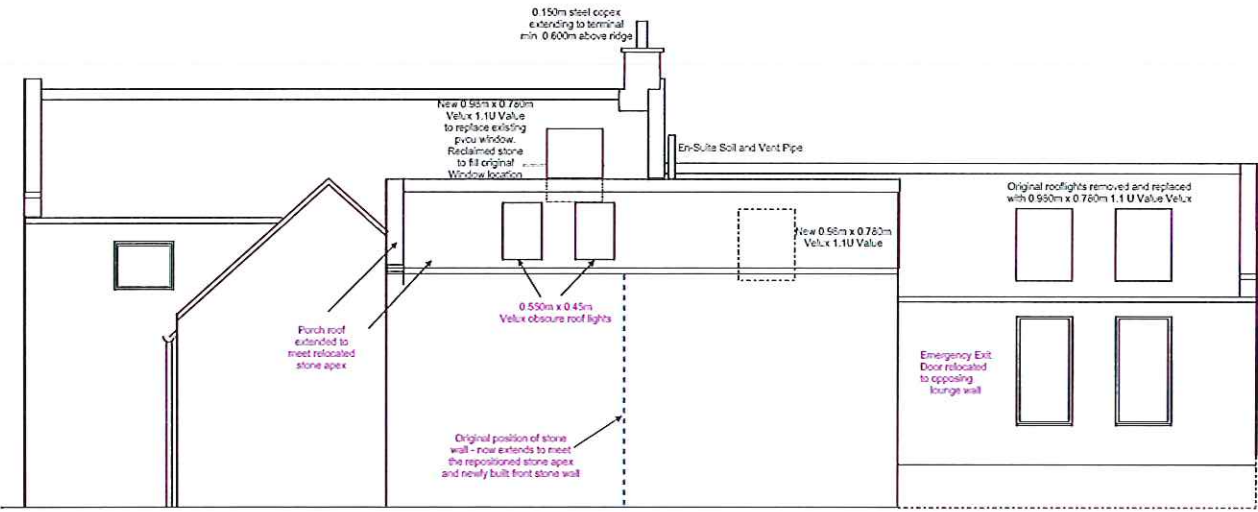 0.150m steel copex
extending to terminal
min 0.600m above ridge
New 0.98m x 0.780m
Velux 1.1U Value
to replace existing
pvcu window.
Reclaimed stone
to fill original
Window location
En-Suite Soil and Vent Pipe
Original rooflights removed and replaced
with 0.980m x 0.780m 1.1 U Value Velux
New 0.98m x 0.780m
Velux 1.1U Value
0.550m x 0.45m
Velux obscure roof lights
Porch roof
extended to
meet relocated
stone apex
Emergency Exit
Door relocated
to opposing
lounge wall
Original position of stone
wall - now extends to meet
the repositioned stone apex
and newly built front stone wall